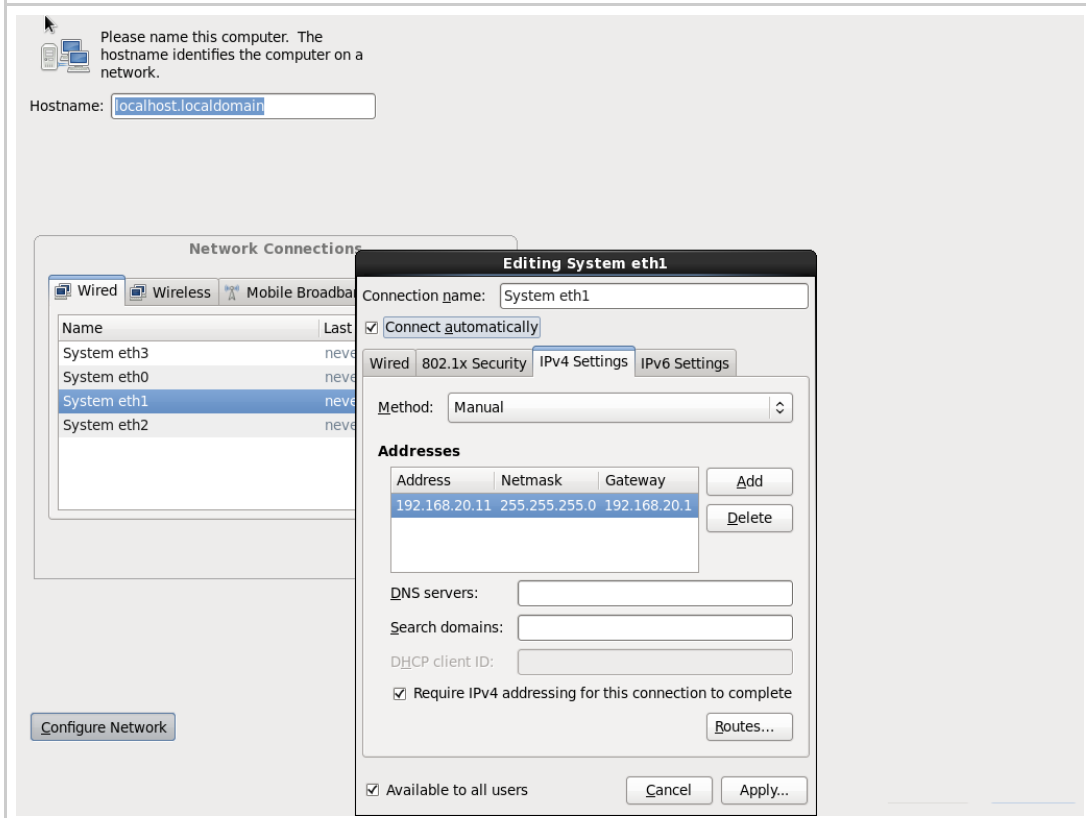 Please name this computer. The
hostname identifies the computer on a
network.
Hostname: localhost.localdomain
Network Connections
Wired Wireless Mobile Broadba
Name Last
System eth3 neve
System eth0 neve
System eth1 neve
System eth2 neve
Configure Network
Editing System eth1
Connection name: System eth1
Connect automatically
Wired 802.1x Security IPv4 Settings IPv6 Settings
Method: Manual
Addresses
Address Netmask Gateway
192.168.20.11 255.255.255.0 192.168.20.1
Add
Delete
DNS servers:
Search domains:
DHCP client ID:
Require IPv4 addressing for this connection to complete
Routes...
Available to all users
Cancel Apply...